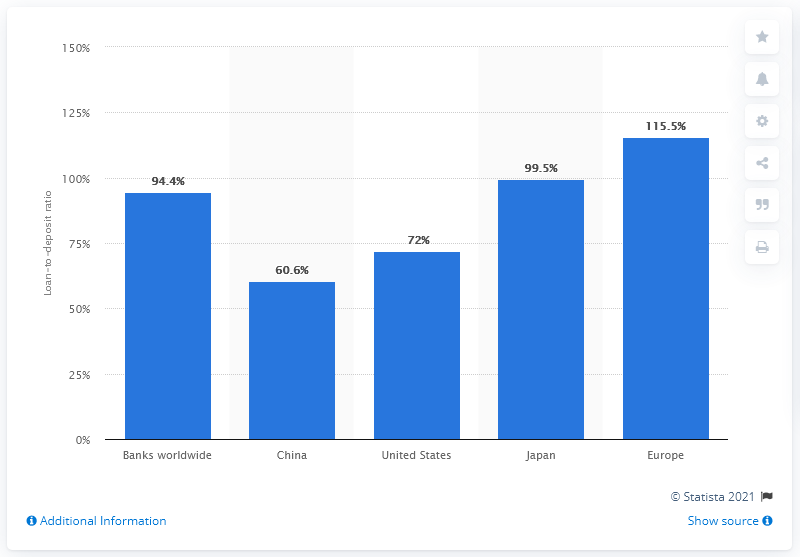 150%
125%
100%
75%
50%
25%
0%
Loan-to-deposit ratio
94.4%
60.6%
72%
99.5%
115.5%
Banks worldwide
China
United States
Japan
Europe
© Statista 2021
Additional Information
Show source